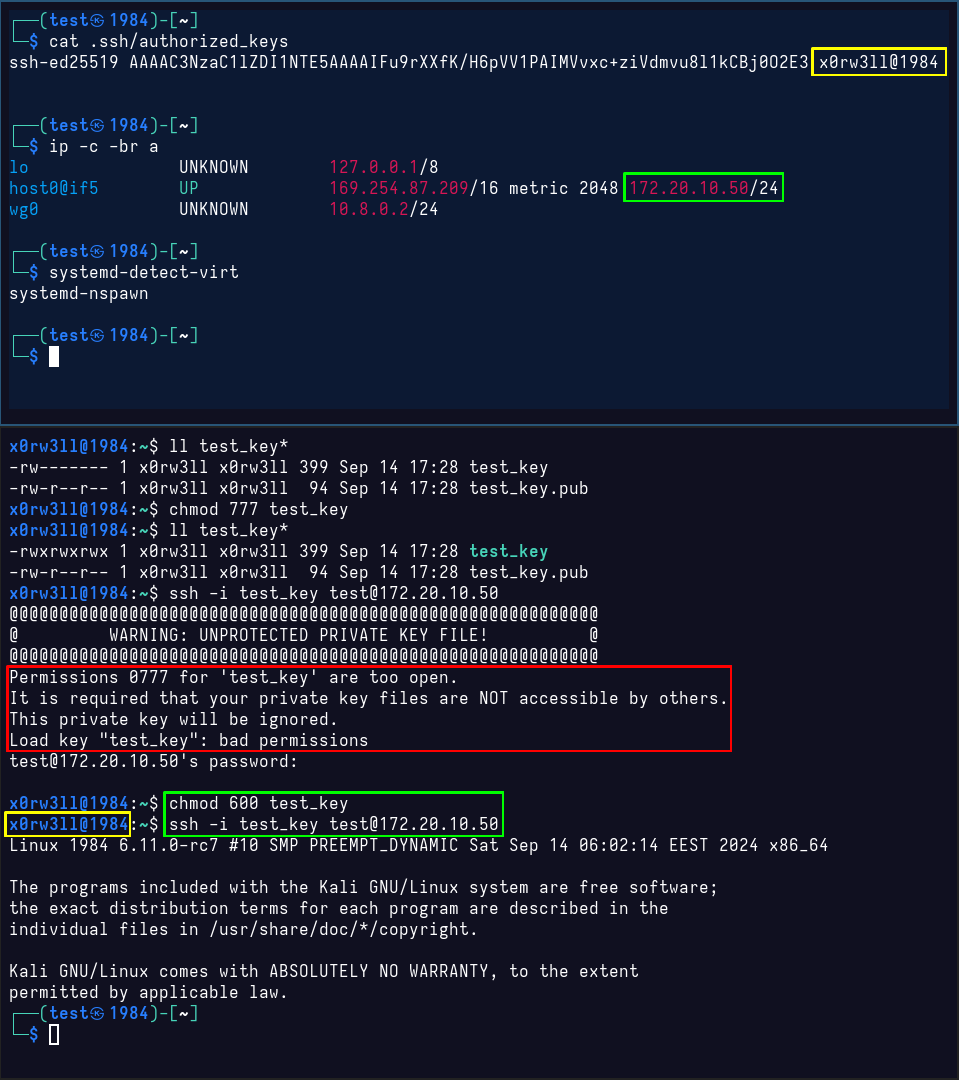 ┌──(test㉿1984)-[~]
└─$ cat .ssh/authorized_keys
ssh-ed25519 AAAAC3NzaC1lZDI1NTE5AAAAIFu9rXXfK/H6pVV1PAIMVvxc+ziVdmvu8l1kCBj0O2E3 x0rw3ll@1984
┌──(test㉿1984)-[~]
└─$ ip -c -br a
lo               UNKNOWN        127.0.0.1/8
host0@if5        UP             169.254.87.209/16 metric 2048 172.20.10.50/24
wg0              UNKNOWN        10.8.0.2/24
┌──(test㉿1984)-[~]
└─$ systemd-detect-virt
systemd-nspawn
┌──(test㉿1984)-[~]
└─$
x0rw3ll@1984:~$ ll test_key*
-rw------- 1 x0rw3ll x0rw3ll 399 Sep 14 17:28 test_key
-rw-r--r-- 1 x0rw3ll x0rw3ll  94 Sep 14 17:28 test_key.pub
x0rw3ll@1984:~$ chmod 777 test_key
x0rw3ll@1984:~$ ll test_key*
-rwxrwxrwx 1 x0rw3ll x0rw3ll 399 Sep 14 17:28 test_key
-rw-r--r-- 1 x0rw3ll x0rw3ll  94 Sep 14 17:28 test_key.pub
x0rw3ll@1984:~$ ssh -i test_key test@172.20.10.50
@@@@@@@@@@@@@@@@@@@@@@@@@@@@@@@@@@@@@@@@@@@@@@@@@@@@@@@@@@@
@         WARNING: UNPROTECTED PRIVATE KEY FILE!          @
@@@@@@@@@@@@@@@@@@@@@@@@@@@@@@@@@@@@@@@@@@@@@@@@@@@@@@@@@@@
Permissions 0777 for 'test_key' are too open.
It is required that your private key files are NOT accessible by others.
This private key will be ignored.
Load key "test_key": bad permissions
test@172.20.10.50's password:
x0rw3ll@1984:~$ chmod 600 test_key
x0rw3ll@1984:~$ ssh -i test_key test@172.20.10.50
Linux 1984 6.11.0-rc7 #10 SMP PREEMPT_DYNAMIC Sat Sep 14 06:02:14 EEST 2024 x86_64
The programs included with the Kali GNU/Linux system are free software;
the exact distribution terms for each program are described in the
individual files in /usr/share/doc/*/copyright.
Kali GNU/Linux comes with ABSOLUTELY NO WARRANTY, to the extent
permitted by applicable law.
┌──(test㉿1984)-[~]
└─$